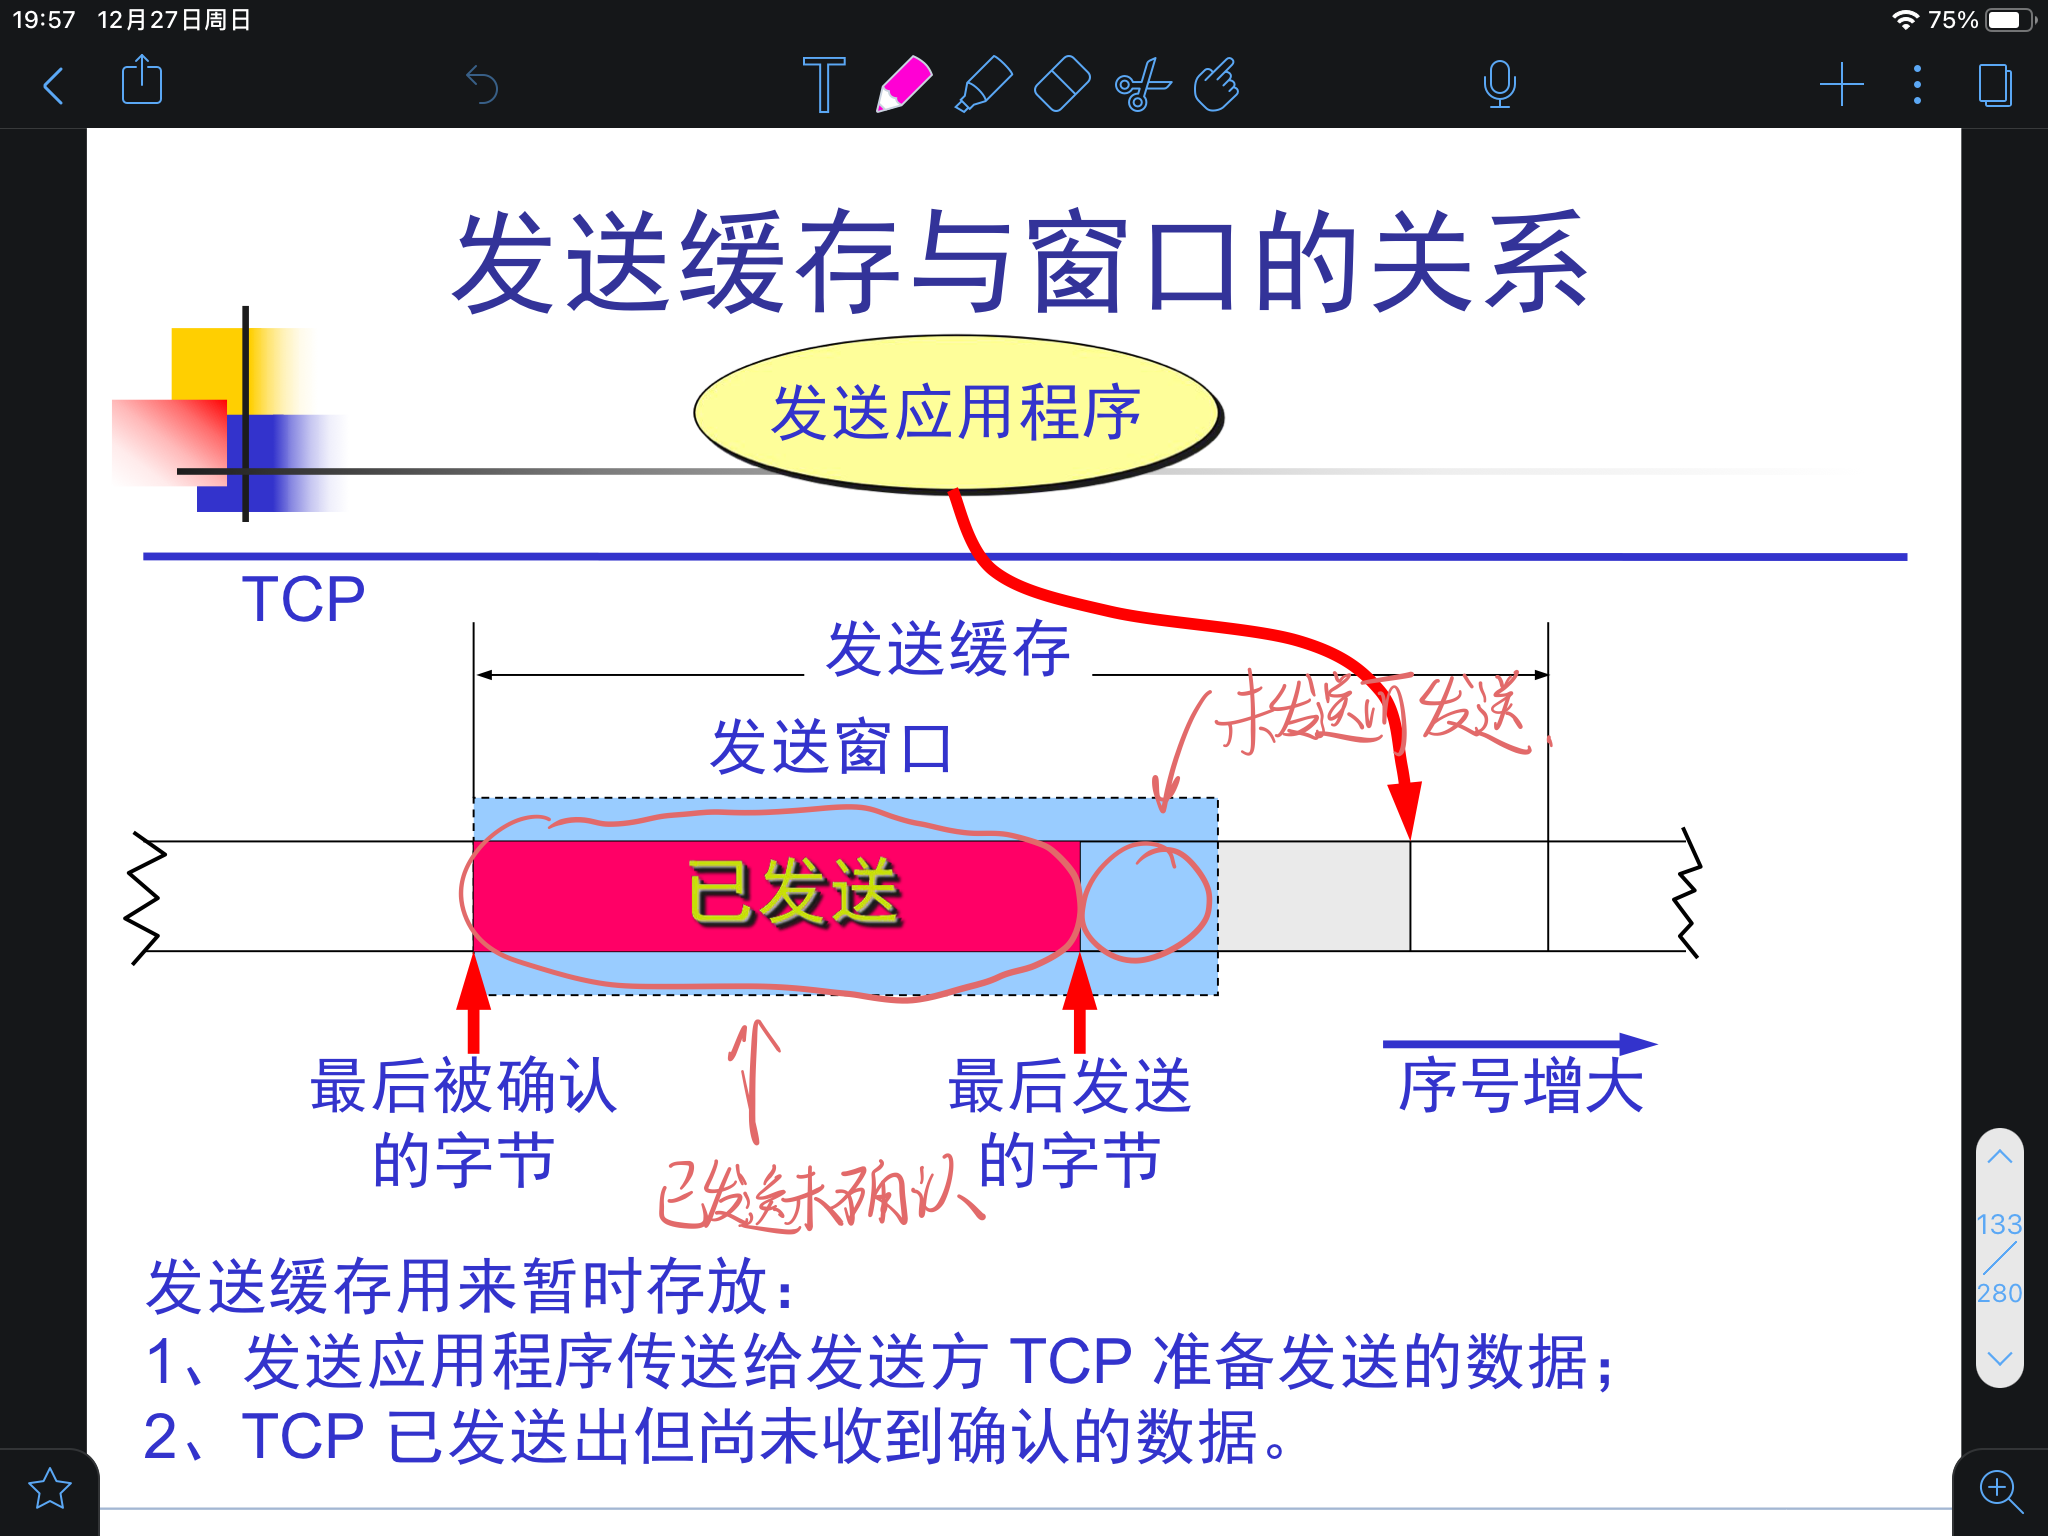 19:57 12月27日周日
75%
T
发送缓存与窗口的关系
发送应用程序
TCP
发送缓存
未发送可发送.
发送窗口
已发送
最后被确认
的字节
最后发送
的字节
序号增大
已发送未确认
发送缓存用来暂时存放：
1、发送应用程序传送给发送方 TCP 准备发送的数据；
2、TCP 已发送出但尚未收到确认的数据。
133
280